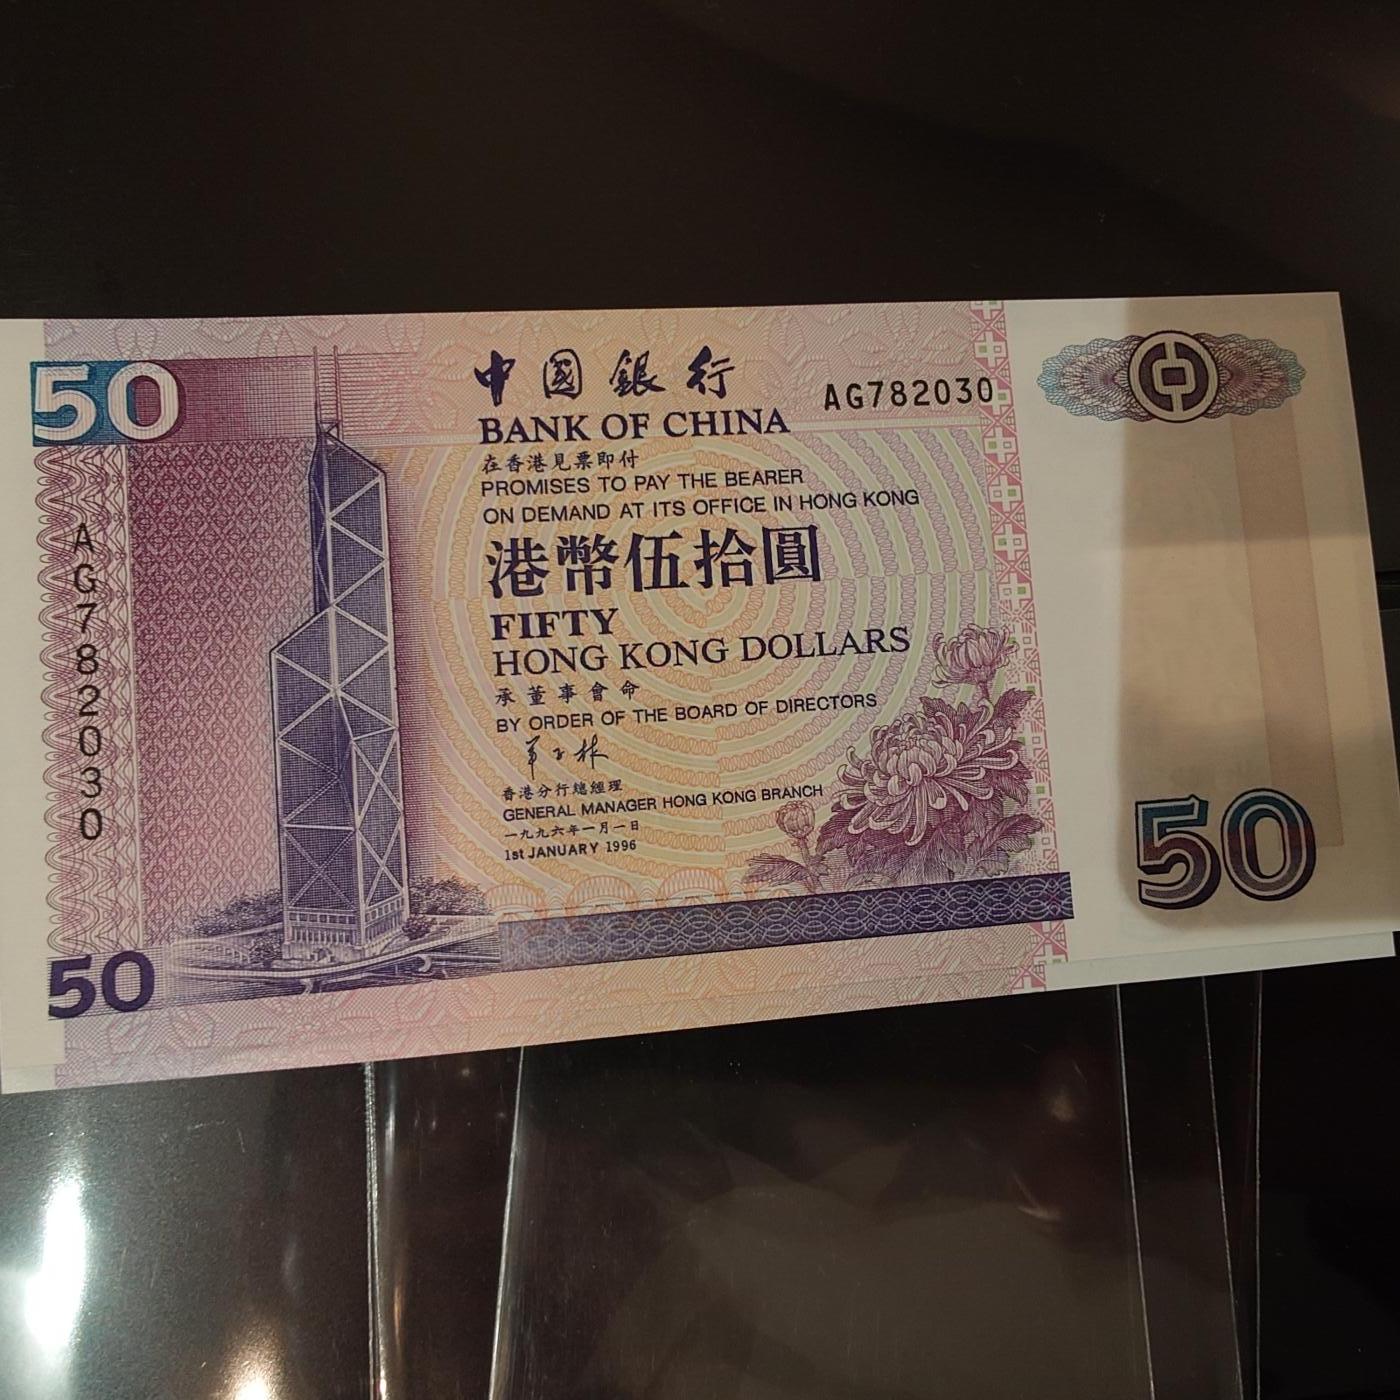 50
中國銀行
BANK OF CHINA
AG782030
在香港見票即付
PROMISES TO PAY THE BEARER
ON DEMAND AT ITS OFFICE IN HONG KONG
港幣伍拾圓
FIFTY
HONG KONG DOLLARS
承董事會命
BY ORDER OF THE BOARD OF DIRECTORS
香港分行總經理
GENERAL MANAGER HONG KONG BRANCH
一九九六年一月一日
1st JANUARY 1996
AG782030
50
50